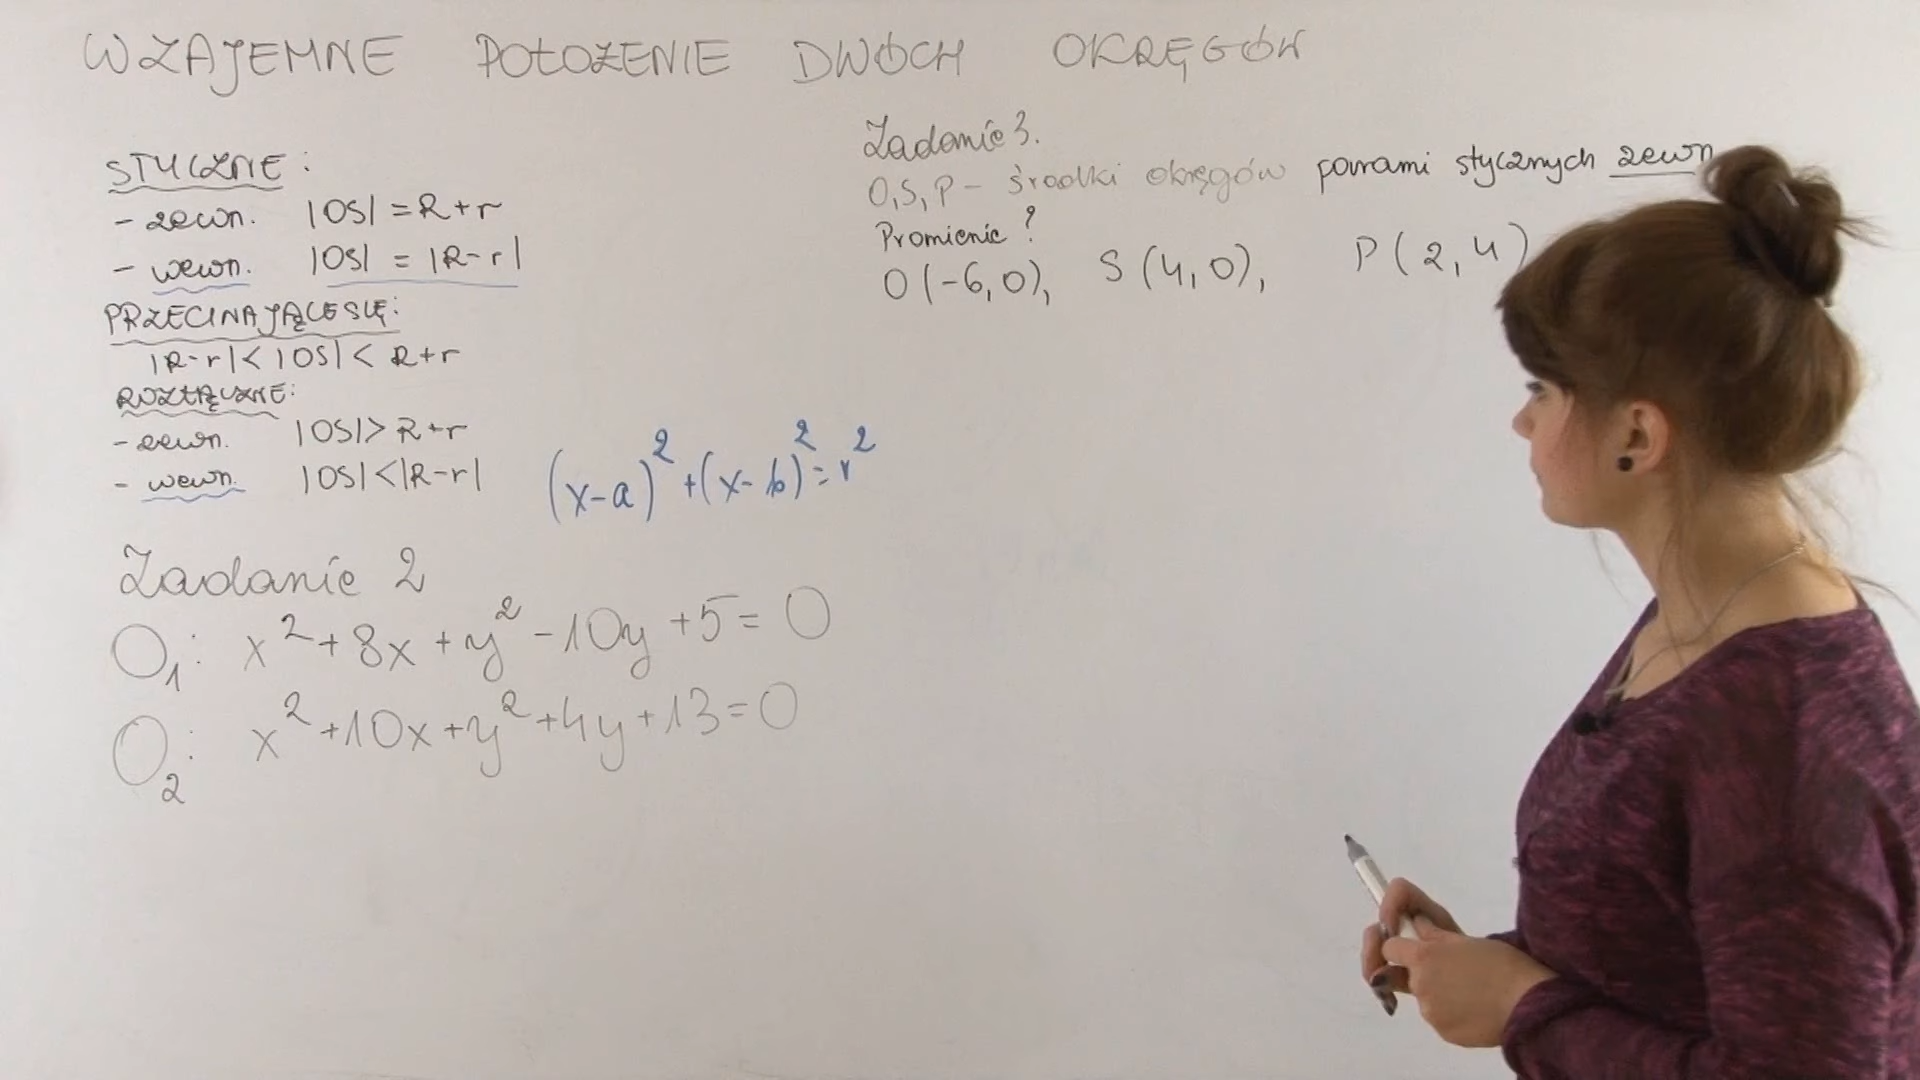 WZAJEMNE POŁOŻENIE DWÓCH OKRĘGÓW
STYCZNE:
- zewn. |OS| = R+r
- wewn. |OS| = |R-r|
PRZECINAJĄCE SIĘ:
|R-r| < |OS| < R+r
ROZŁĄCZNE:
- zewn. |OS| > R+r
- wewn. |OS| < |R-r|
(x-a)² + (x-b)² = r²
Zadanie 2
O₁: x² + 8x + y² - 10y + 5 = 0
O₂: x² + 10x + y² + 4y + 13 = 0
Zadanie 3.
O, S, P - środki okręgów parami stycznych zewn
Promienie?
O(-6,0), S(4,0), P(2,4)